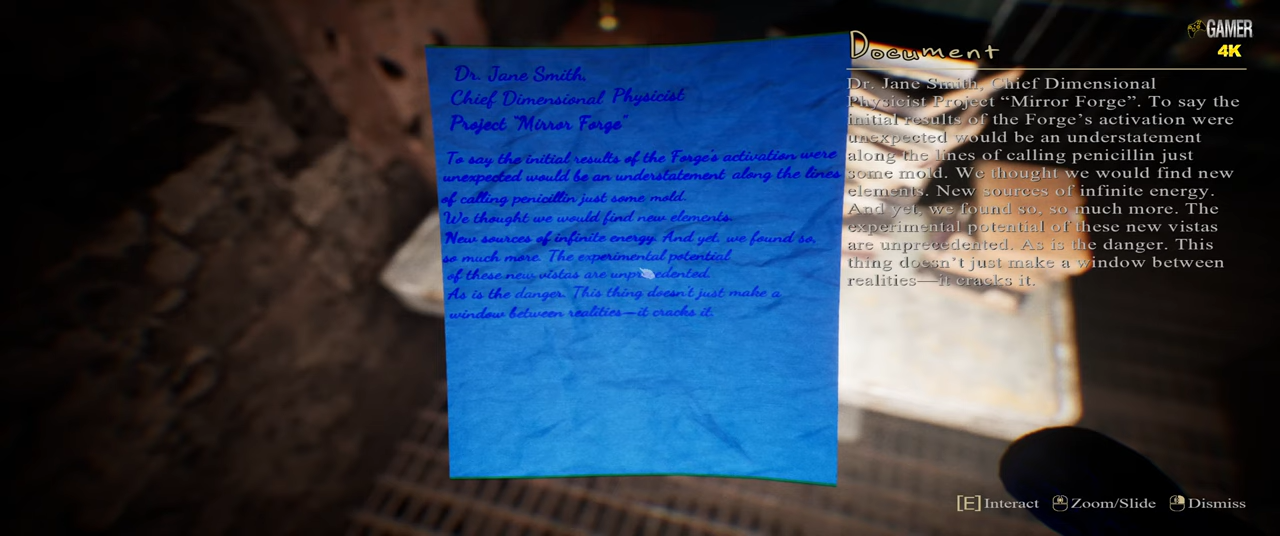 Dr. Jane Smith,
Chief Dimensional Physicist
Project "Mirror Forge"
To say the initial results of the Forge's activation were
unexpected would be an understatement along the lines
of calling penicillin just some mold.
We thought we would find new elements.
New sources of infinite energy. And yet, we found so,
so much more. The experimental potential
of these new vistas are unprecedented.
As is the danger. This thing doesn't just make a
window between realities—it cracks it.
Document
Dr. Jane Smith, Chief Dimensional
Physicist Project “Mirror Forge”. To say the
initial results of the Forge’s activation were
unexpected would be an understatement
along the lines of calling penicillin just
some mold. We thought we would find new
elements. New sources of infinite energy.
And yet, we found so, so much more. The
experimental potential of these new vistas
are unprecedented. As is the danger. This
thing doesn’t just make a window between
realities—it cracks it.
GAMER
4K
[E] Interact Zoom/Slide Dismiss